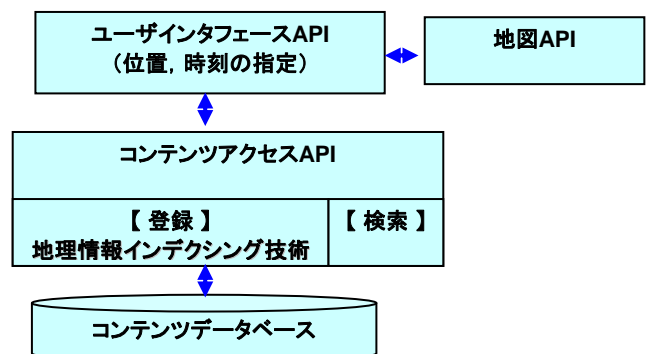 ユーザインタフェースAPI
（位置，時刻の指定）
地図API
コンテンツアクセスAPI
【 登録 】
地理情報インデクシング技術
【 検索 】
コンテンツデータベース